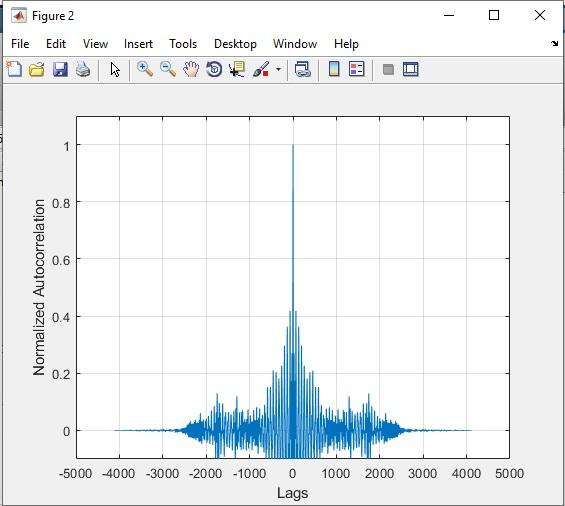 Figure 2
File Edit View Insert Tools Desktop Window Help
1
0.8
0.6
0.4
0.2
0
Normalized Autocorrelation
-5000 -4000 -3000 -2000 -1000 0 1000 2000 3000 4000 5000
Lags